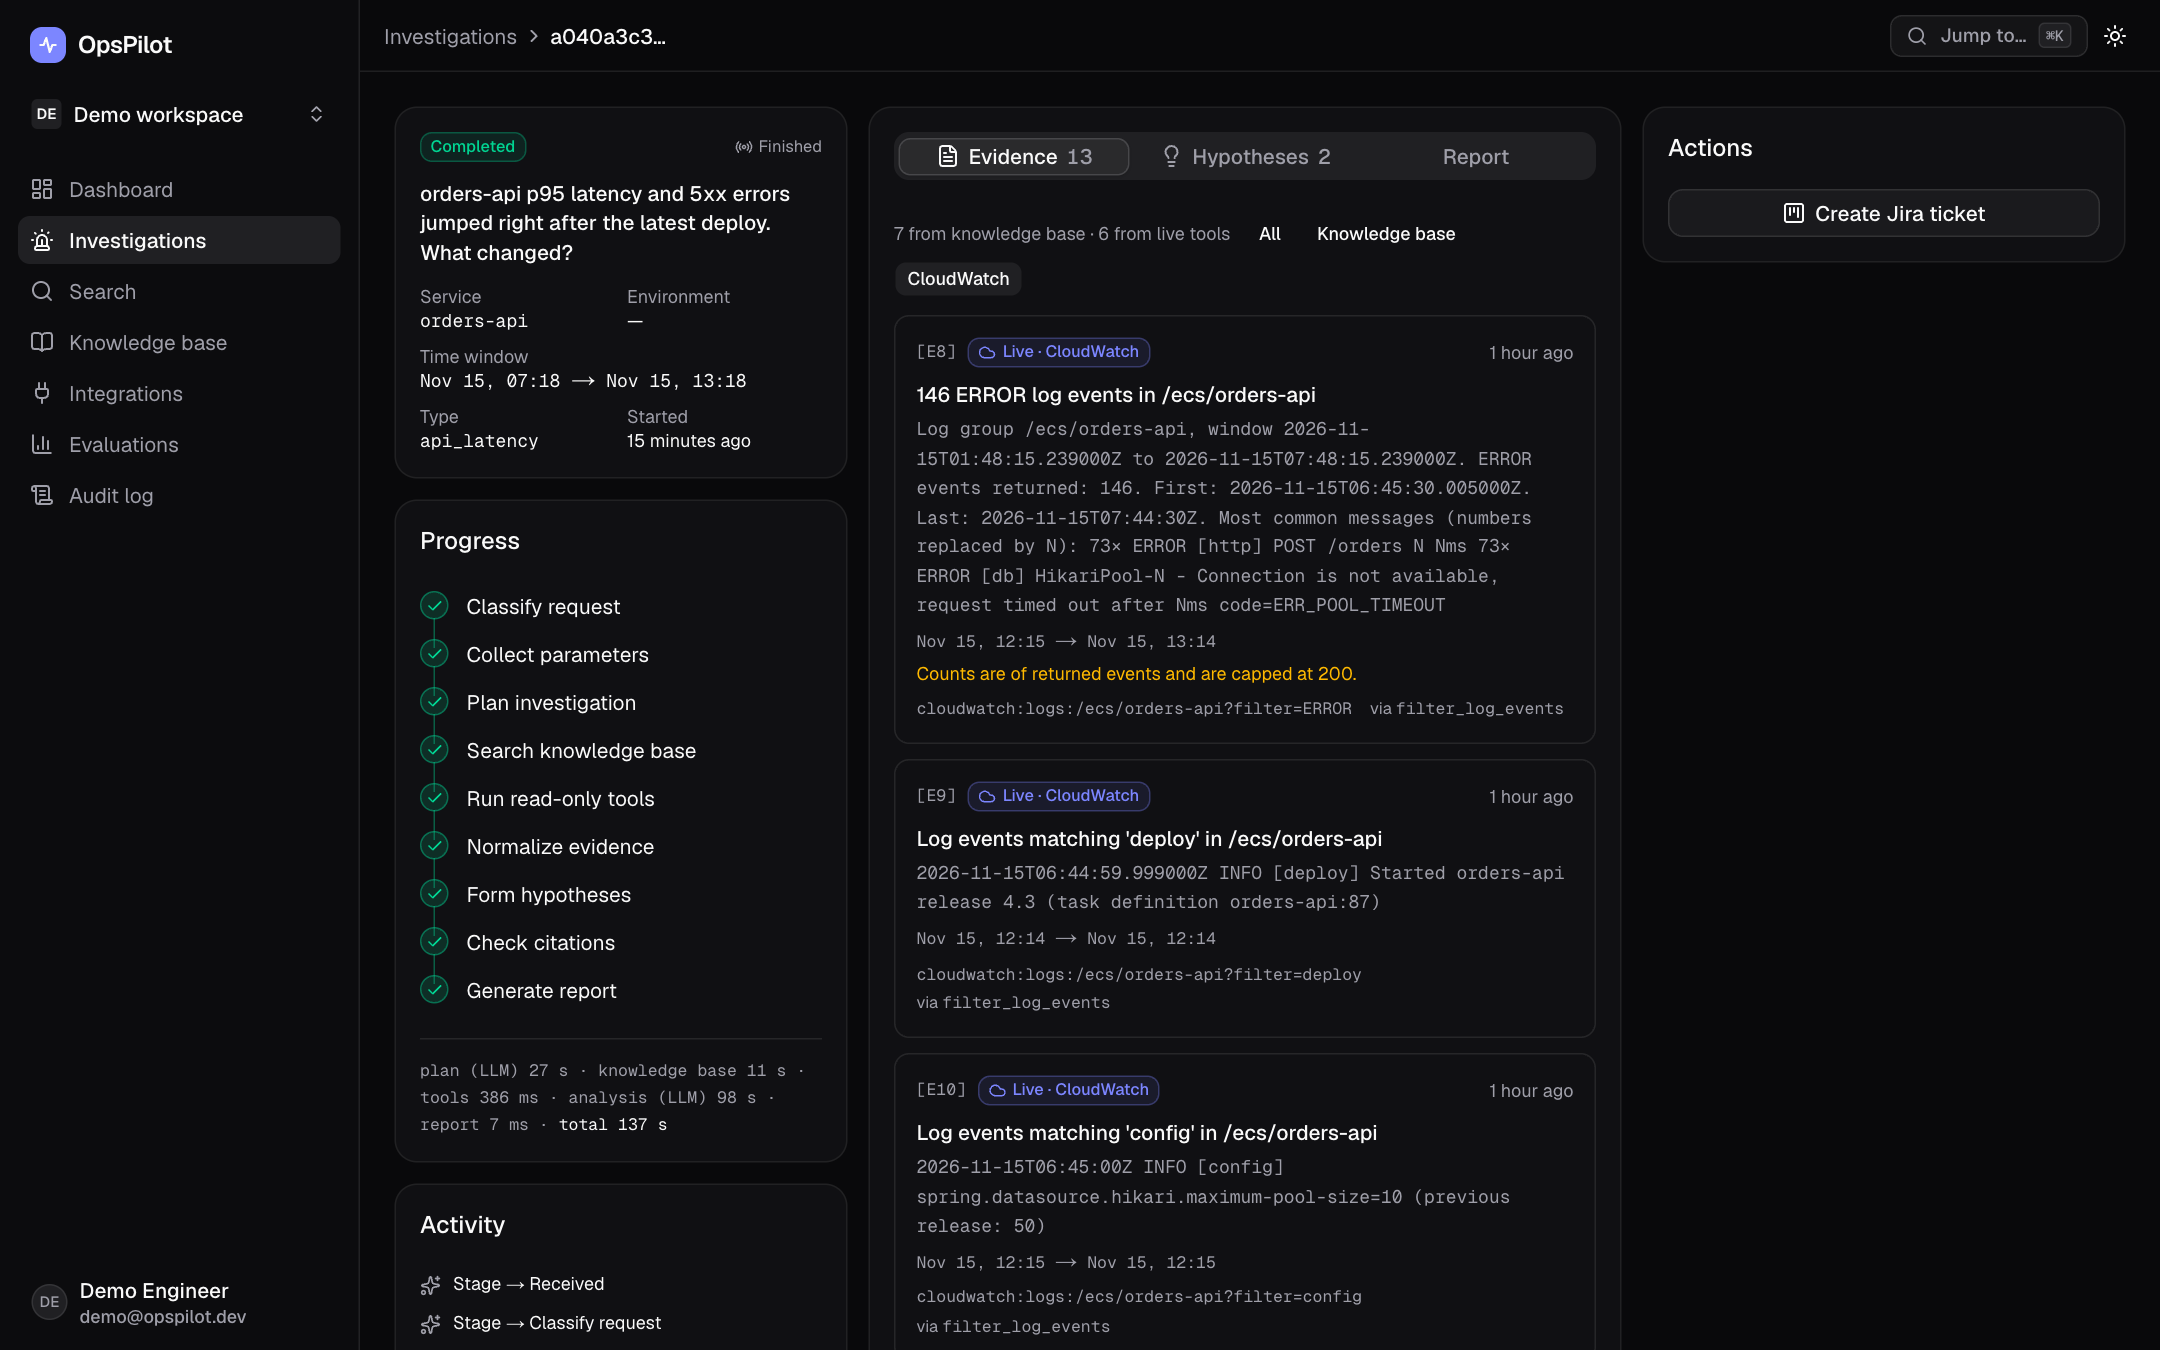 OpsPilot
DE Demo workspace
Dashboard
Investigations
Search
Knowledge base
Integrations
Evaluations
Audit log
DE Demo Engineer
demo@opspilot.dev
Investigations > a040a3c3...
Jump to... ⌘K
Completed
Finished
orders-api p95 latency and 5xx errors
jumped right after the latest deploy.
What changed?
Service Environment
orders-api —
Time window
Nov 15, 07:18 → Nov 15, 13:18
Type Started
api_latency 15 minutes ago
Progress
Classify request
Collect parameters
Plan investigation
Search knowledge base
Run read-only tools
Normalize evidence
Form hypotheses
Check citations
Generate report
plan (LLM) 27 s · knowledge base 11 s ·
tools 386 ms · analysis (LLM) 98 s ·
report 7 ms · total 137 s
Activity
Stage → Received
Stage → Classify request
Evidence 13 Hypotheses 2 Report
7 from knowledge base · 6 from live tools All Knowledge base
CloudWatch
[E8] Live · CloudWatch 1 hour ago
146 ERROR log events in /ecs/orders-api
Log group /ecs/orders-api, window 2026-11-
15T01:48:15.239000Z to 2026-11-15T07:48:15.239000Z. ERROR
events returned: 146. First: 2026-11-15T06:45:30.005000Z.
Last: 2026-11-15T07:44:30Z. Most common messages (numbers
replaced by N): 73× ERROR [http] POST /orders N Nms 73×
ERROR [db] HikariPool-N - Connection is not available,
request timed out after Nms code=ERR_POOL_TIMEOUT
Nov 15, 12:15 → Nov 15, 13:14
Counts are of returned events and are capped at 200.
cloudwatch:logs:/ecs/orders-api?filter=ERROR via filter_log_events
[E9] Live · CloudWatch 1 hour ago
Log events matching 'deploy' in /ecs/orders-api
2026-11-15T06:44:59.999000Z INFO [deploy] Started orders-api
release 4.3 (task definition orders-api:87)
Nov 15, 12:14 → Nov 15, 12:14
cloudwatch:logs:/ecs/orders-api?filter=deploy
via filter_log_events
[E10] Live · CloudWatch 1 hour ago
Log events matching 'config' in /ecs/orders-api
2026-11-15T06:45:00Z INFO [config]
spring.datasource.hikari.maximum-pool-size=10 (previous
release: 50)
Nov 15, 12:15 → Nov 15, 12:15
cloudwatch:logs:/ecs/orders-api?filter=config
via filter_log_events
Actions
Create Jira ticket